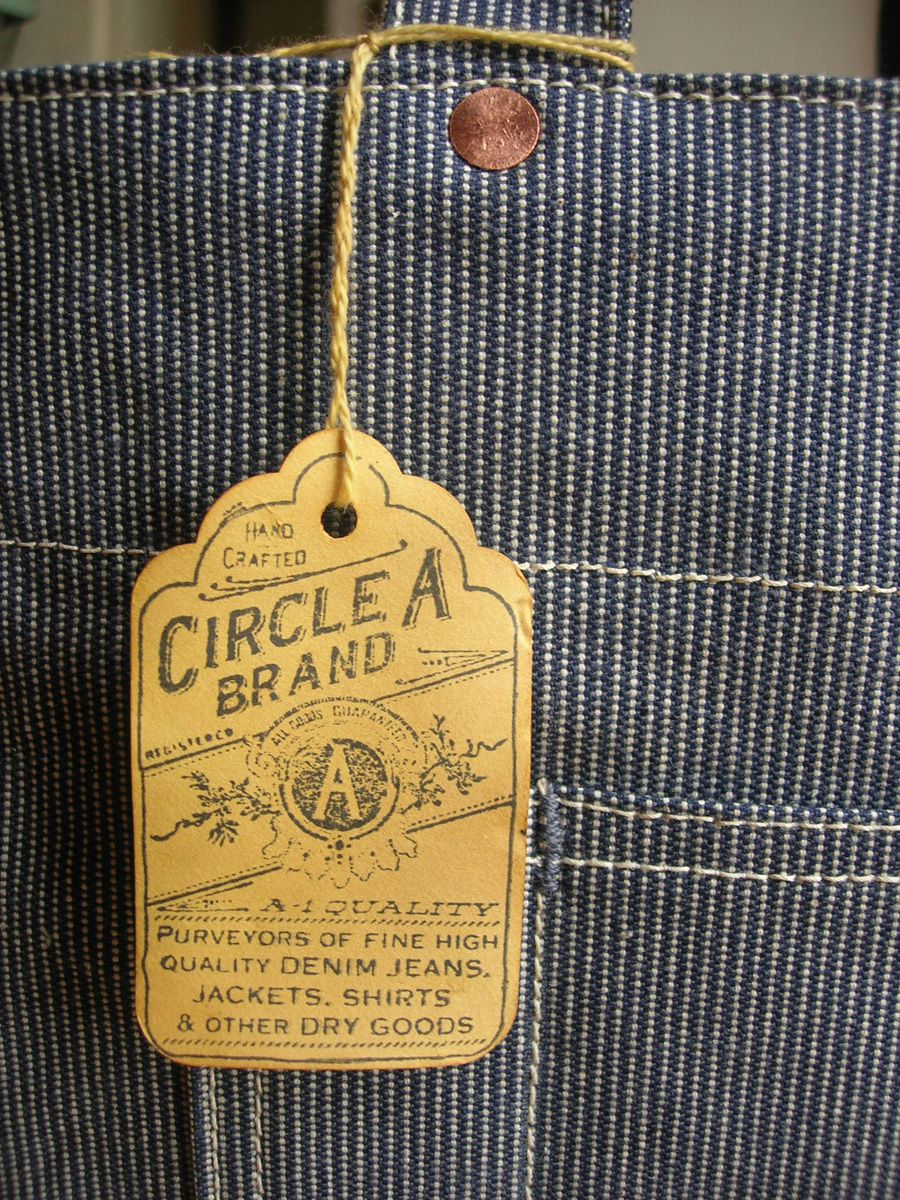 HAND
CRAFTED
CIRCLE A
BRAND
REGISTERED
ALL GOODS GUARANTEED
A
A-1 QUALITY
PURVEYORS OF FINE HIGH
QUALITY DENIM JEANS,
JACKETS, SHIRTS
& OTHER DRY GOODS